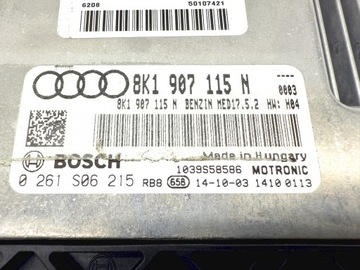 6208 50107421
8K1 907 115 N ----
0003
8K1 907 115 N BENZIN MED17.5.2 HW: H04
BOSCH Made in Hungary
1039S58586 MOTRONIC
0 261 S06 215 RB8 65B 14-10-03 1410 0113